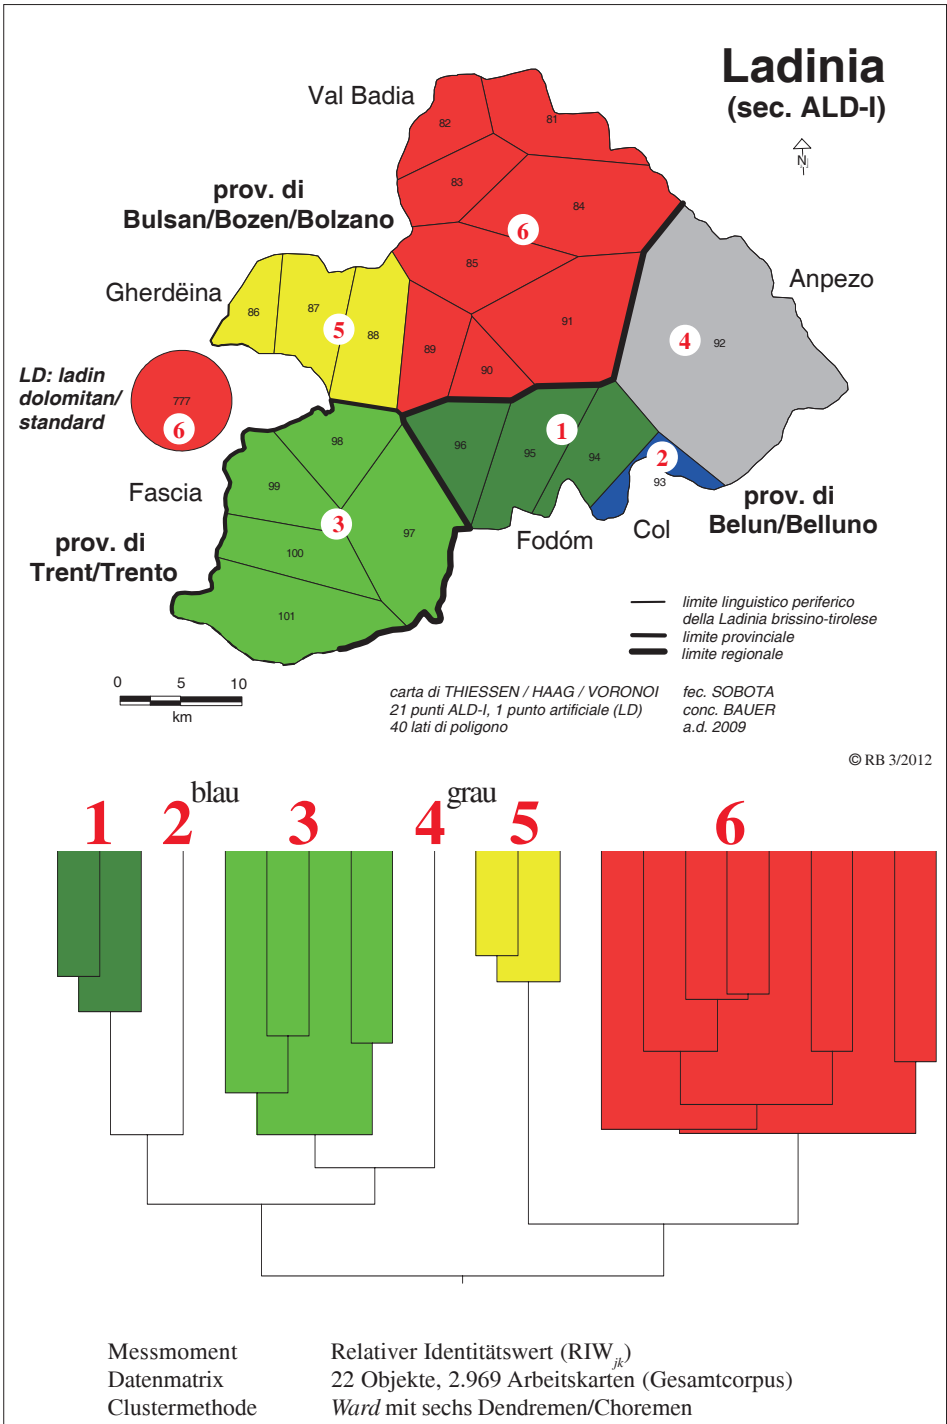 Ladinia
(sec. ALD-I)
N
Val Badia
82
81
83
84
prov. di
Bulsan/Bozen/Bolzano
6
85
Gherdëina
Anpezo
86
87
88
5
91
4
92
89
90
LD: ladin
dolomitan/
standard
777
6
98
96
95
1
94
2
93
99
Fascia
3
97
100
101
prov. di
Trent/Trento
Fodóm
Col
prov. di
Belun/Belluno
limite linguistico periferico
della Ladinia brissino-tirolese
limite provinciale
limite regionale
0 5 10
km
carta di THIESSEN / HAAG / VORONOI
21 punti ALD-I, 1 punto artificiale (LD)
40 lati di poligono
fec. SOBOTA
conc. BAUER
a.d. 2009
© RB 3/2012
1 2 blau 3 4 grau 5 6
Messmoment Relativer Identitätswert (RIWjk)
Datenmatrix 22 Objekte, 2.969 Arbeitskarten (Gesamtcorpus)
Clustermethode Ward mit sechs Dendremen/Choremen